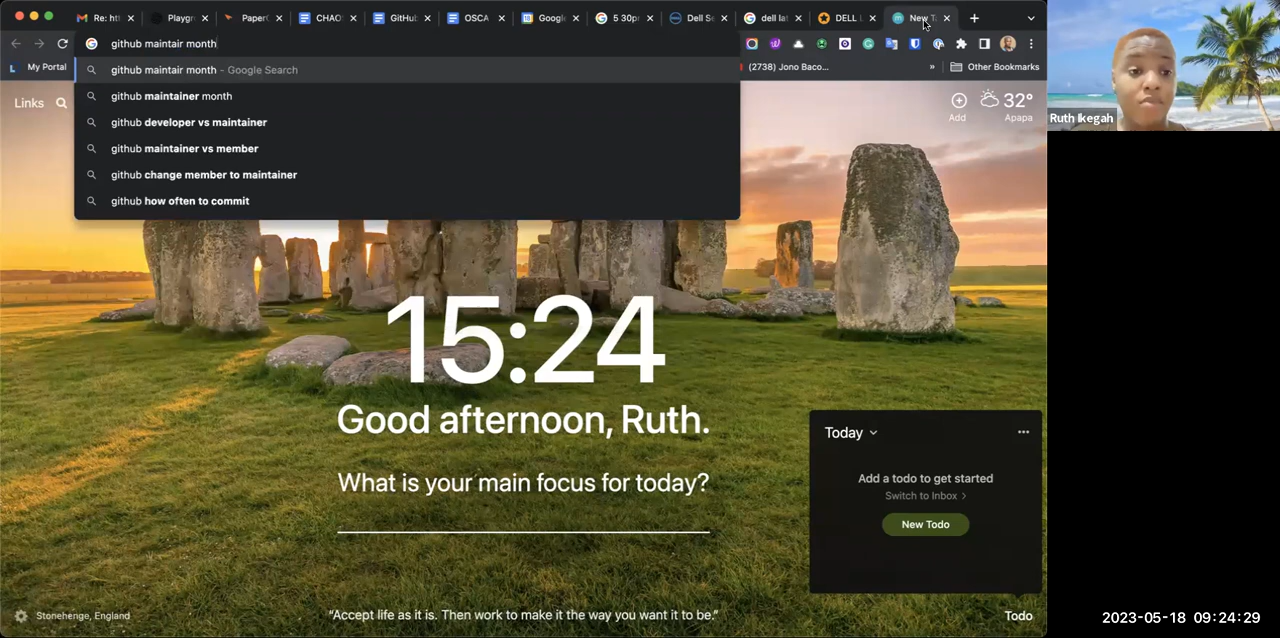 Re: ht
Playgr
Paper
CHAO
GitHub
OSCA
Google
5 30p
Dell Se
dell la
DELL L
New T
github maintair month
My Portal
(2738) Jono Baco...
»
Other Bookmarks
github maintair month - Google Search
github maintainer month
github developer vs maintainer
github maintainer vs member
github change member to maintainer
github how often to commit
Links
Add
32°
Apapa
Ruth Ikegah
15:24
Good afternoon, Ruth.
What is your main focus for today?
Today
Add a todo to get started
Switch to Inbox >
New Todo
Stonehenge, England
“Accept life as it is. Then work to make it the way you want it to be.”
Todo
2023-05-18 09:24:29